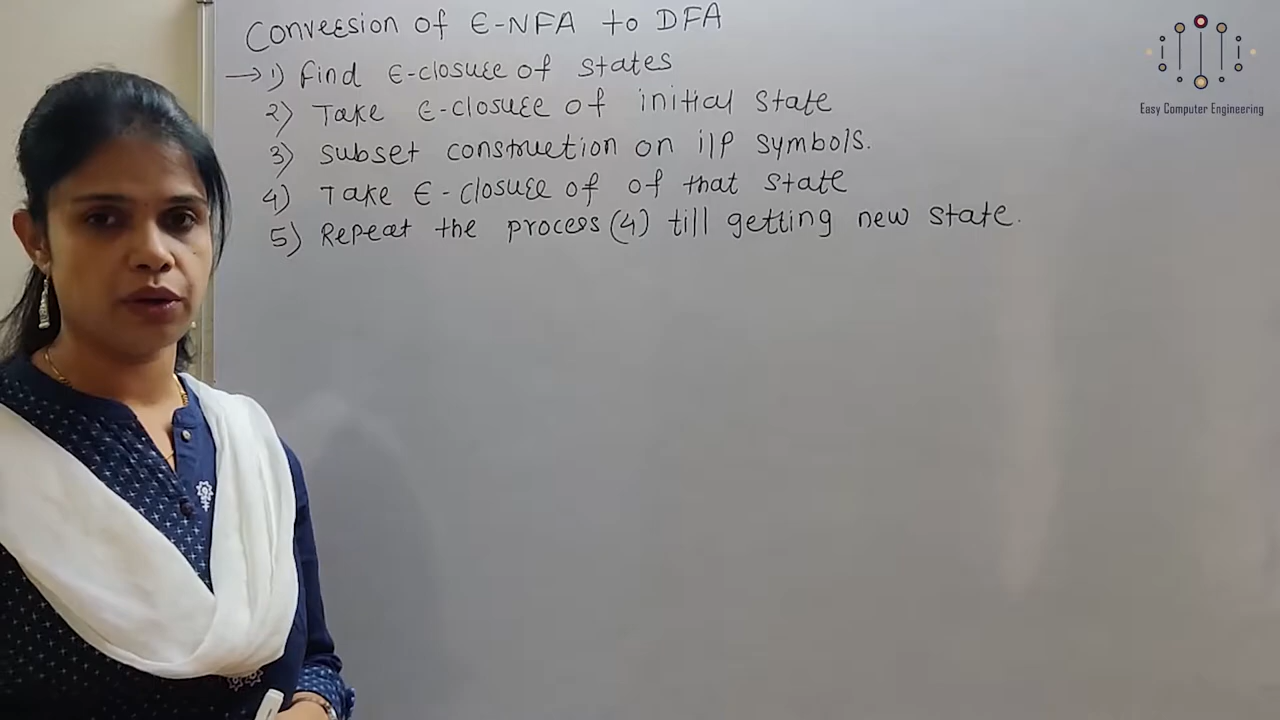 Conversion of ε-NFA to DFA
→ 1) Find ε-closure of states
2) Take ε-closure of initial state
3) subset construction on i/p symbols.
4) Take ε-closure of of that state
5) Repeat the process (4) till getting new state.
Easy Computer Engineering